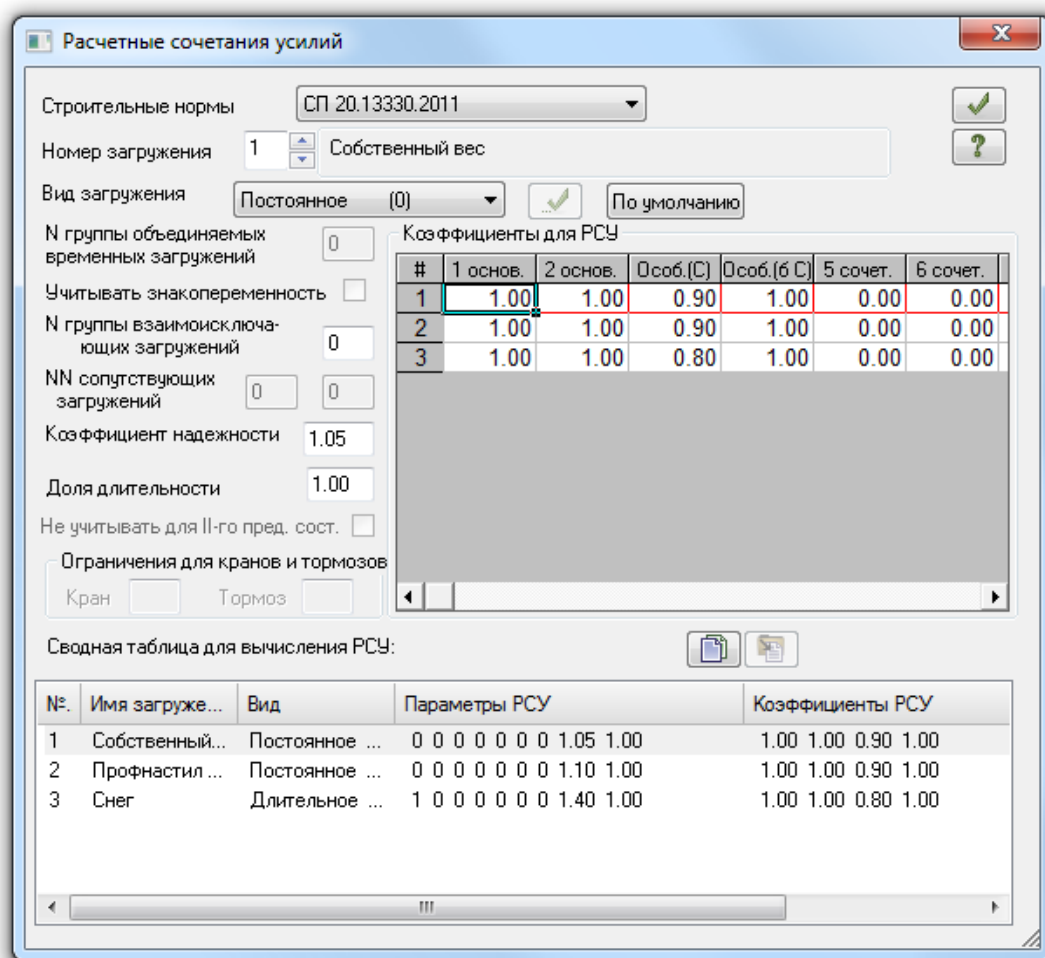 Расчетные сочетания усилий
Строительные нормы СП 20.13330.2011
Номер загружения 1 Собственный вес
Вид загружения Постоянное (0) По умолчанию
N группы объединяемых
временных загружений 0
Учитывать знакопеременность
N группы взаимоисключа-
ющих загружений 0
NN сопутствующих
загружений 0 0
Коэффициент надежности 1.05
Доля длительности 1.00
Не учитывать для II-го пред. сост.
Ограничения для кранов и тормозов
Кран Тормоз
Коэффициенты для РСУ
# 1 основ. 2 основ. Особ.(С) Особ.(б С) 5 сочет. 6 сочет.
1 1.00 1.00 0.90 1.00 0.00 0.00
2 1.00 1.00 0.90 1.00 0.00 0.00
3 1.00 1.00 0.80 1.00 0.00 0.00
Сводная таблица для вычисления РСУ:
№. Имя загруже... Вид Параметры РСУ Коэффициенты РСУ
1 Собственный... Постоянное ... 0 0 0 0 0 0 0 1.05 1.00 1.00 1.00 0.90 1.00
2 Профнастил ... Постоянное ... 0 0 0 0 0 0 0 1.10 1.00 1.00 1.00 0.90 1.00
3 Снег Длительное ... 1 0 0 0 0 0 0 1.40 1.00 1.00 1.00 0.80 1.00